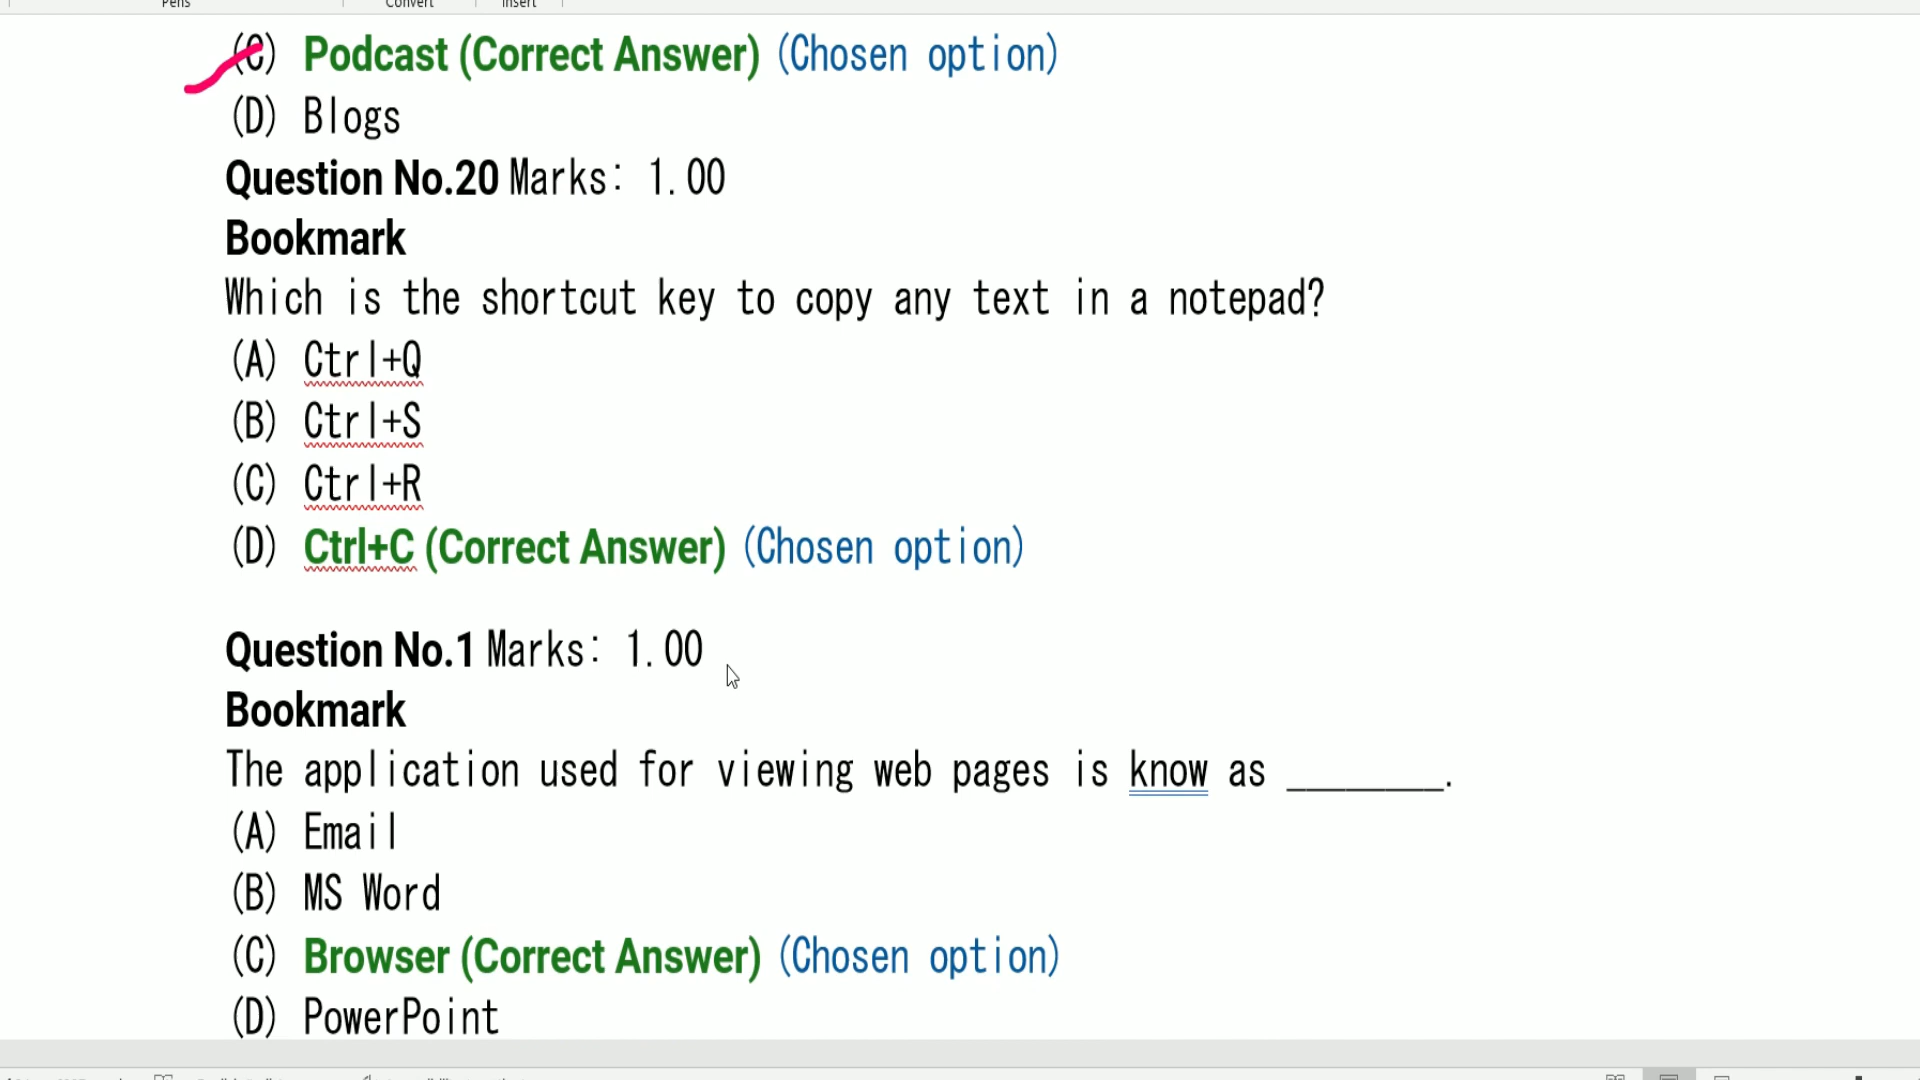 Pens Convert Insert
(C) Podcast (Correct Answer) (Chosen option)
(D) Blogs
Question No.20 Marks: 1.00
Bookmark
Which is the shortcut key to copy any text in a notepad?
(A) Ctrl+Q
(B) Ctrl+S
(C) Ctrl+R
(D) Ctrl+C (Correct Answer) (Chosen option)
Question No.1 Marks: 1.00
Bookmark
The application used for viewing web pages is know as ________.
(A) Email
(B) MS Word
(C) Browser (Correct Answer) (Chosen option)
(D) PowerPoint